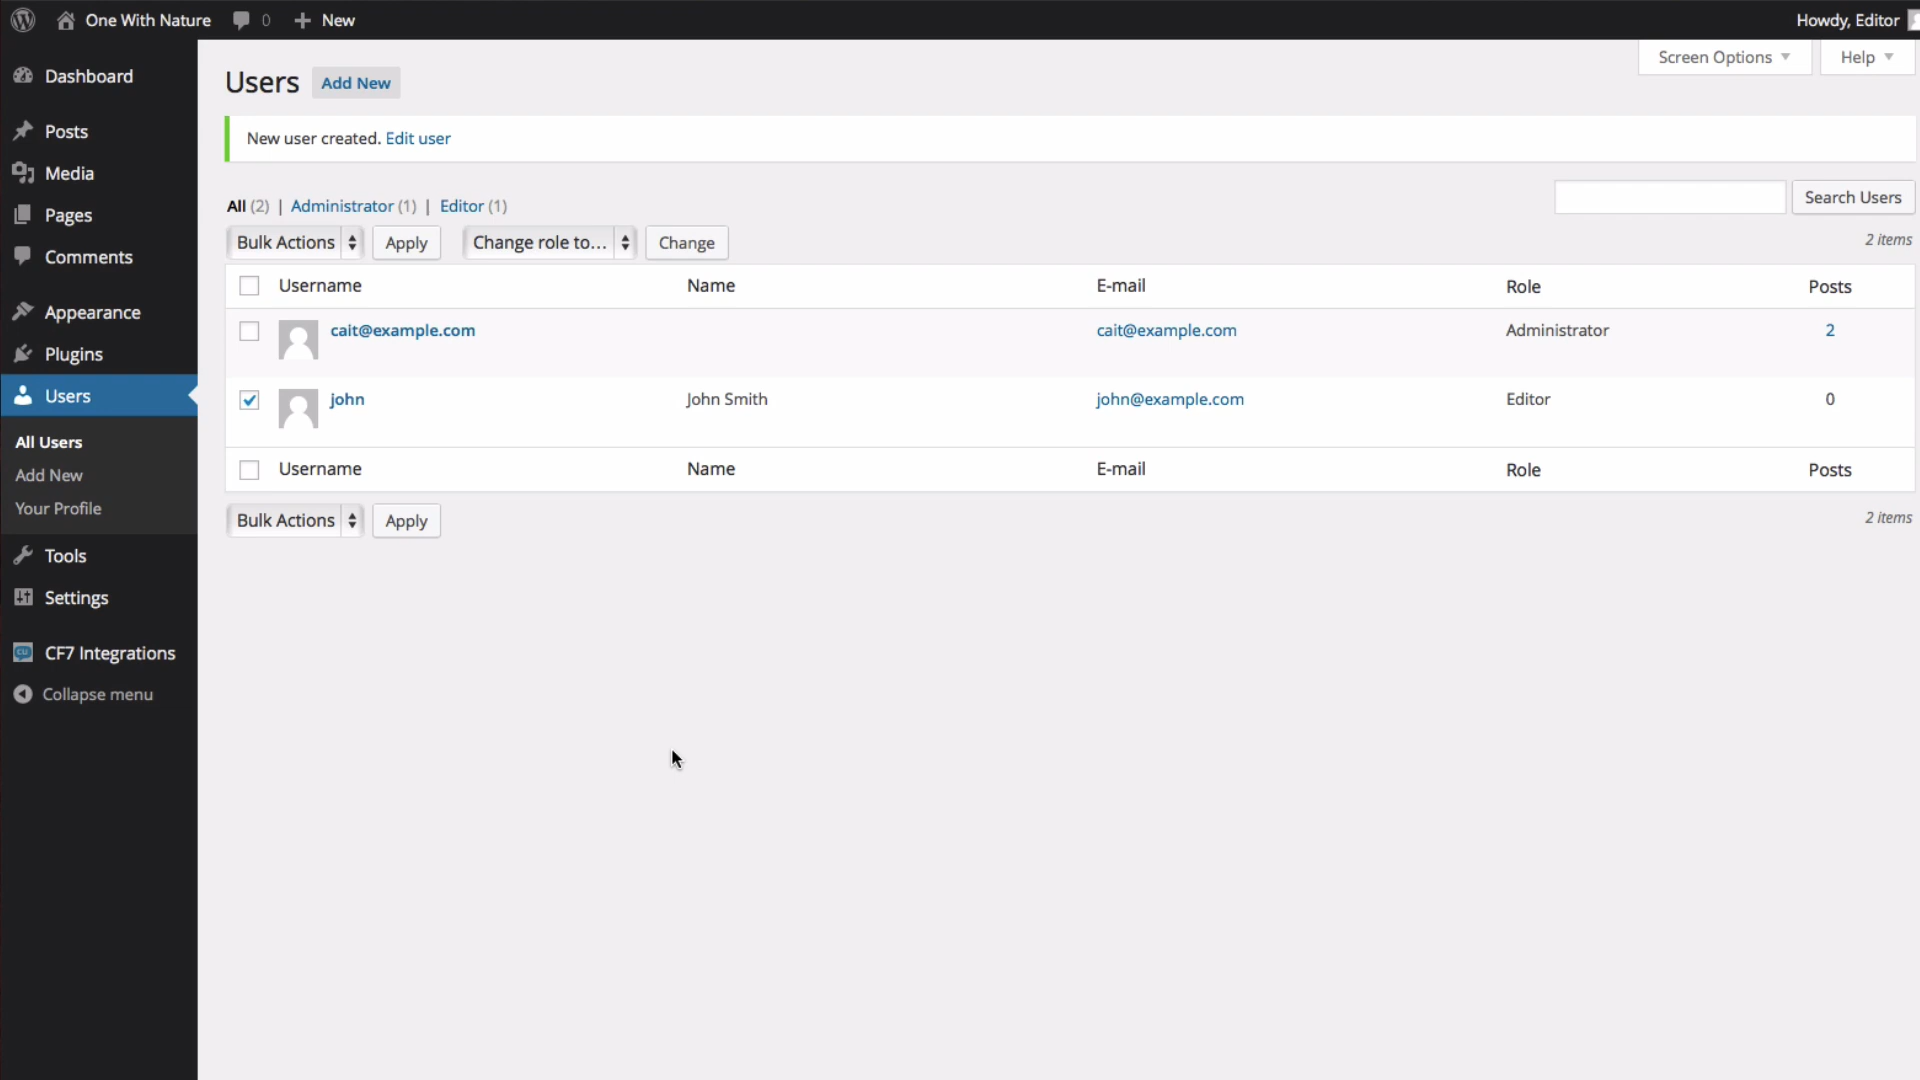 One With Nature 0 New Howdy, Editor
Screen Options Help
Dashboard
Posts
Media
Pages
Comments
Appearance
Plugins
Users
All Users
Add New
Your Profile
Tools
Settings
CF7 Integrations
Collapse menu
Users Add New
New user created. Edit user
All (2) | Administrator (1) | Editor (1)
Search Users
Bulk Actions Apply Change role to... Change
2 items
Username Name E-mail Role Posts
cait@example.com cait@example.com Administrator 2
john John Smith john@example.com Editor 0
Username Name E-mail Role Posts
Bulk Actions Apply
2 items